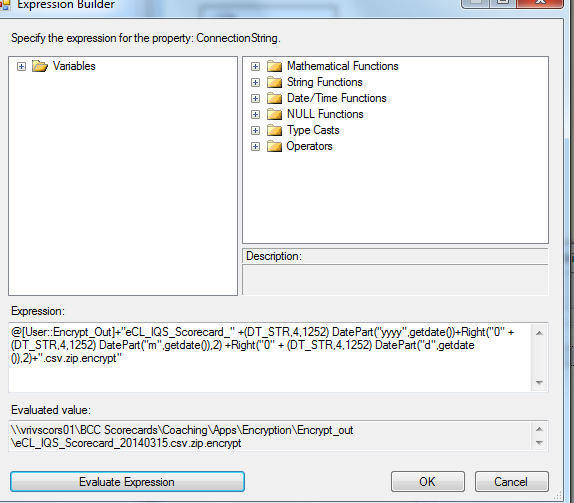 Expression Builder
Specify the expression for the property: ConnectionString.
Variables
Mathematical Functions
String Functions
Date/Time Functions
NULL Functions
Type Casts
Operators
Description:
Expression:
@[User::Encrypt_Out]+"eCL_IQS_Scorecard_" +(DT_STR,4,1252) DatePart("yyyy",getdate())+Right("0" +
(DT_STR,4,1252) DatePart("m",getdate()),2) +Right("0" + (DT_STR,4,1252) DatePart("d",getdate
()),2)+".csv.zip.encrypt"
Evaluated value:
\\vrivscors01\BCC Scorecards\Coaching\Apps\Encryption\Encrypt_out
\eCL_IQS_Scorecard_20140315.csv.zip.encrypt
Evaluate Expression
OK
Cancel